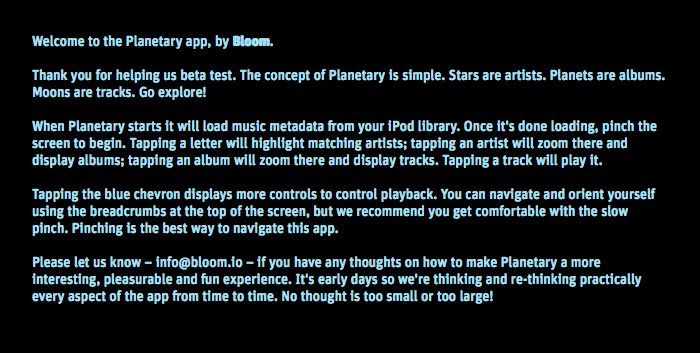 Welcome to the Planetary app, by Bloom.
Thank you for helping us beta test. The concept of Planetary is simple. Stars are artists. Planets are albums.
Moons are tracks. Go explore!
When Planetary starts it will load music metadata from your iPod library. Once it's done loading, pinch the
screen to begin. Tapping a letter will highlight matching artists; tapping an artist will zoom there and
display albums; tapping an album will zoom there and display tracks. Tapping a track will play it.
Tapping the blue chevron displays more controls to control playback. You can navigate and orient yourself
using the breadcrumbs at the top of the screen, but we recommend you get comfortable with the slow
pinch. Pinching is the best way to navigate this app.
Please let us know – info@bloom.io – if you have any thoughts on how to make Planetary a more
interesting, pleasurable and fun experience. It's early days so we're thinking and re-thinking practically
every aspect of the app from time to time. No thought is too small or too large!